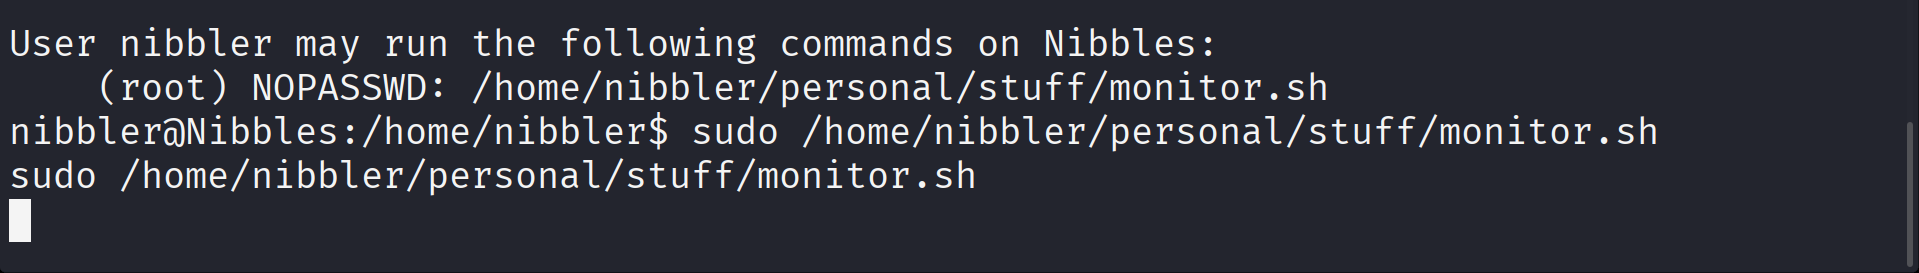 User nibbler may run the following commands on Nibbles:
    (root) NOPASSWD: /home/nibbler/personal/stuff/monitor.sh
nibbler@Nibbles:/home/nibbler$ sudo /home/nibbler/personal/stuff/monitor.sh
sudo /home/nibbler/personal/stuff/monitor.sh